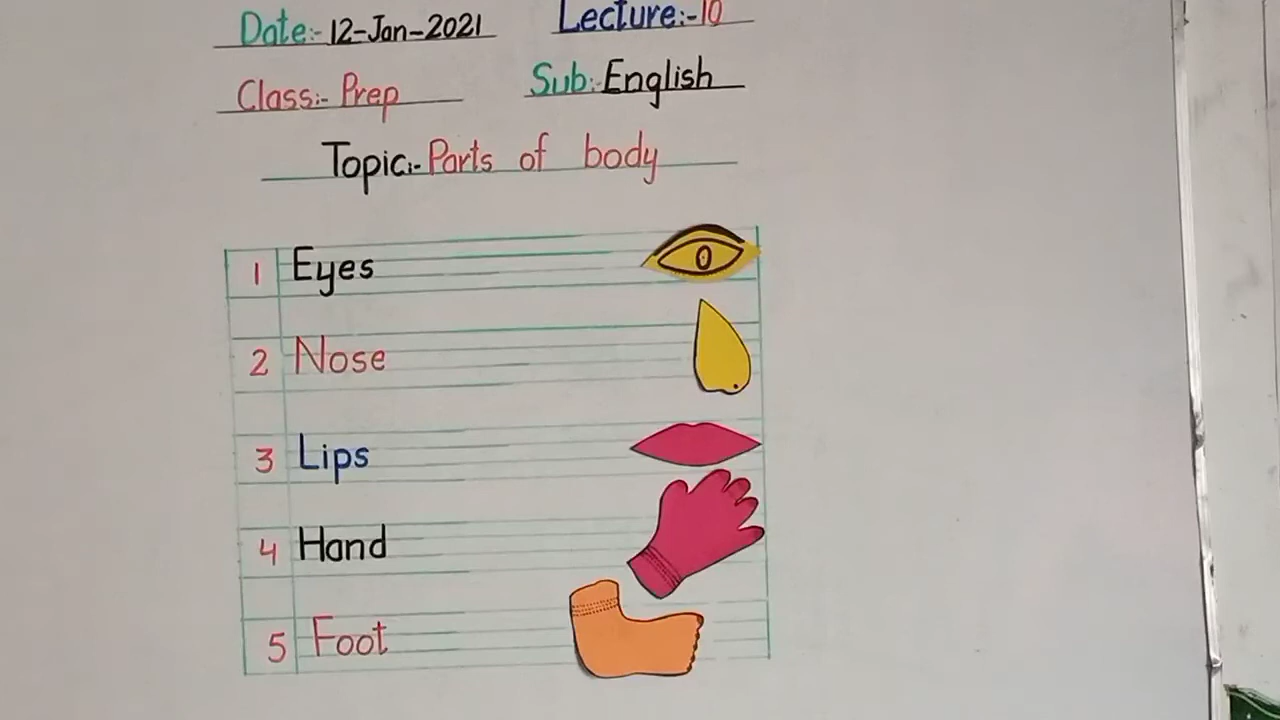 Date:- 12-Jan-2021 Lecture:-10
Class:- Prep Sub:- English
Topic:- Parts of body
1 Eyes
2 Nose
3 Lips
4 Hand
5 Foot